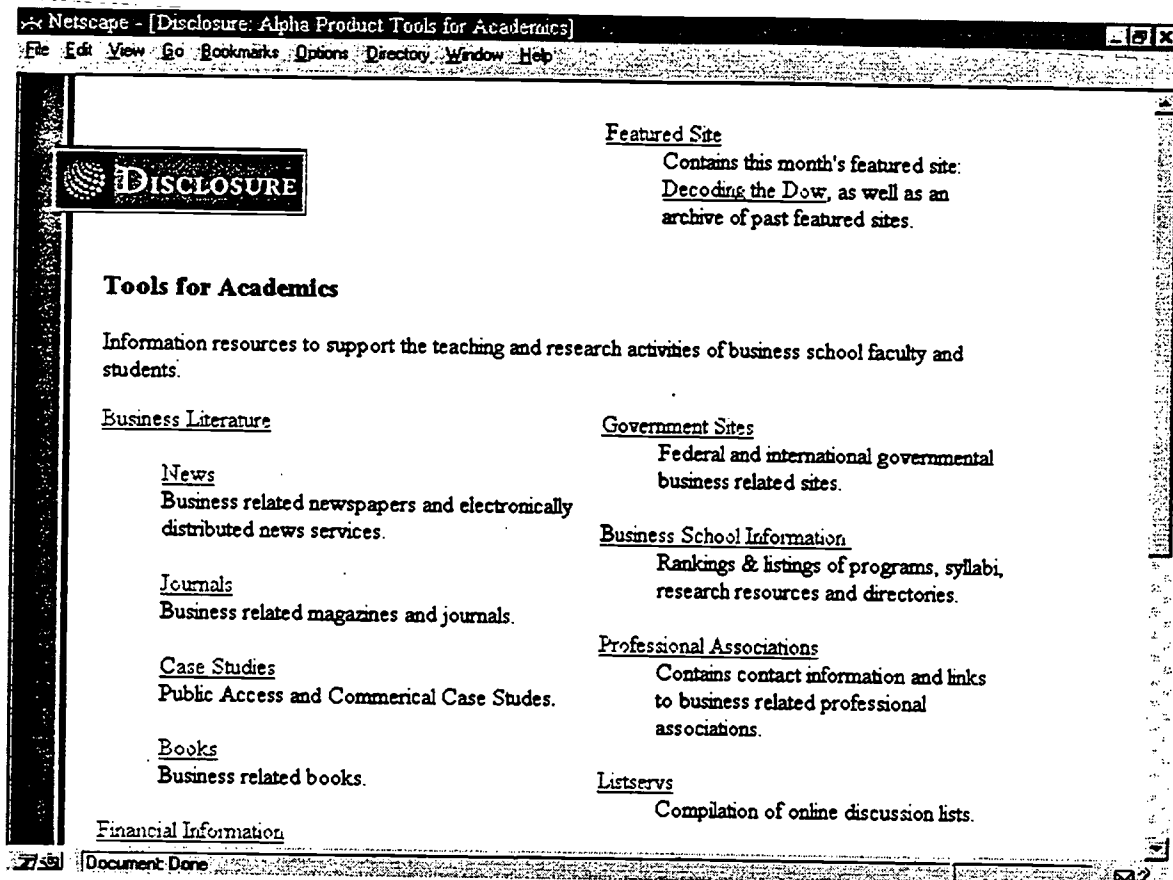 Netscape - [Disclosure: Alpha Product Tools for Academics]
File Edit View Go Bookmarks Options Directory Window Help
DISCLOSURE
Featured Site
Contains this month's featured site:
Decoding the Dow, as well as an
archive of past featured sites.
Tools for Academics
Information resources to support the teaching and research activities of business school faculty and
students.
Business Literature
News
Business related newspapers and electronically
distributed news services.
Journals
Business related magazines and journals.
Case Studies
Public Access and Commerical Case Studes.
Books
Business related books.
Financial Information
Government Sites
Federal and international governmental
business related sites.
Business School Information
Rankings & listings of programs, syllabi,
research resources and directories.
Professional Associations
Contains contact information and links
to business related professional
associations.
Listservs
Compilation of online discussion lists.
Document: Done